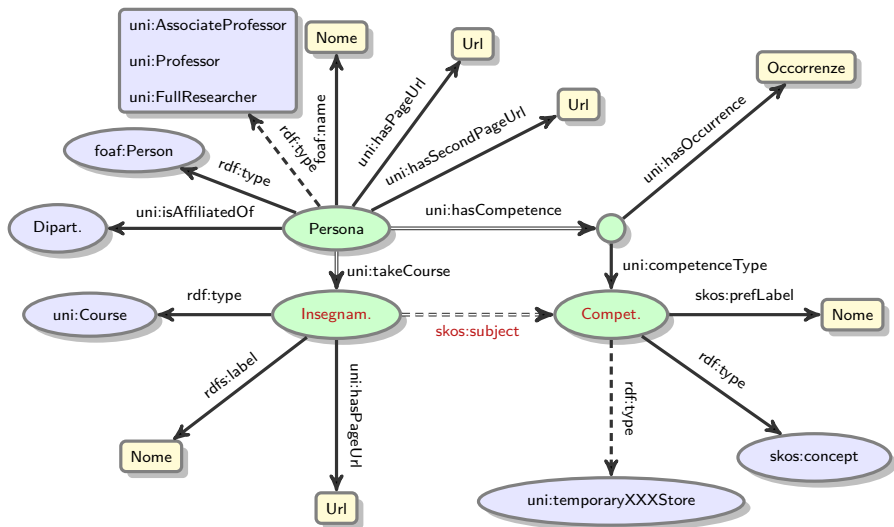 uni:AssociateProfessor
uni:Professor
uni:FullResearcher
Nome
Url
Url
Occorrenze
foaf:Person
rdf:type
rdf:type
foaf:name
uni:hasPageUrl
uni:hasSecondPageUrl
uni:hasOccurrence
Dipart.
uni:isAffiliatedOf
Persona
uni:hasCompetence
uni:takeCourse
uni:competenceType
uni:Course
rdf:type
Insegnam.
skos:subject
Compet.
skos:prefLabel
Nome
rdfs:label
uni:hasPageUrl
rdf:type
rdf:type
Nome
Url
uni:temporaryXXXStore
skos:concept